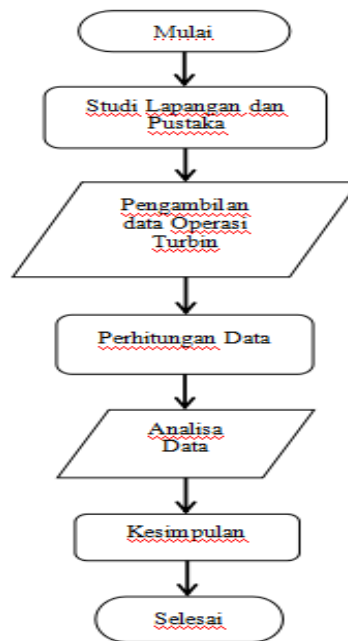 Mulai
Studi Lapangan dan
Pustaka
Pengambilan
data Operasi
Turbin
Perhitungan Data
Analisa
Data
Kesimpulan
Selesai